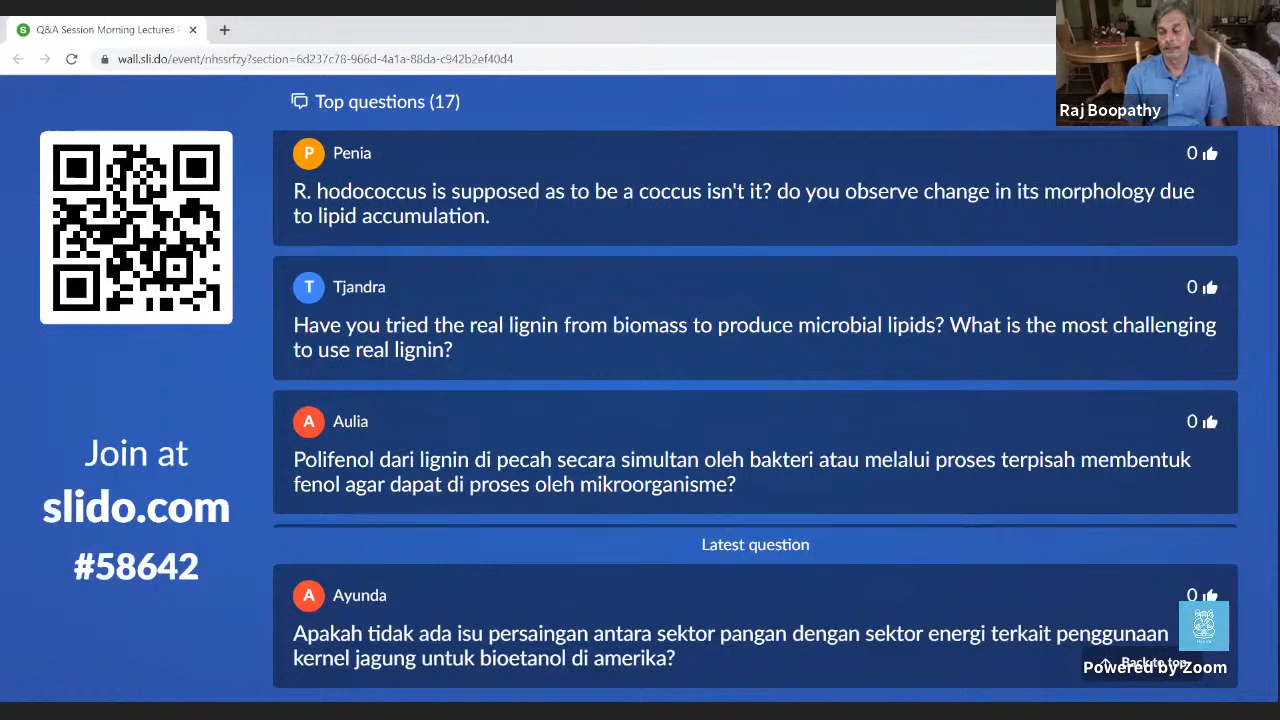 Q&A Session Morning Lectures
wall.sli.do/event/nhssrfzy?section=6d237c78-966d-4a1a-88da-c942b2ef40d4
Raj Boopathy
Top questions (17)
P Penia 0
R. hodococcus is supposed as to be a coccus isn't it? do you observe change in its morphology due
to lipid accumulation.
T Tjandra 0
Have you tried the real lignin from biomass to produce microbial lipids? What is the most challenging
to use real lignin?
A Aulia 0
Polifenol dari lignin di pecah secara simultan oleh bakteri atau melalui proses terpisah membentuk
fenol agar dapat di proses oleh mikroorganisme?
Join at
slido.com
#58642
Latest question
A Ayunda 0
Apakah tidak ada isu persaingan antara sektor pangan dengan sektor energi terkait penggunaan
kernel jagung untuk bioetanol di amerika?
Back to top
Powered by Zoom